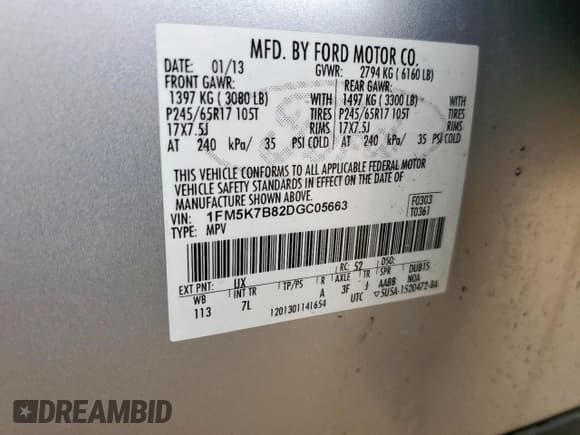 MFD. BY FORD MOTOR CO.
DATE: 01/13 GVWR: 2794 KG ( 6160 LB)
FRONT GAWR: REAR GAWR:
1397 KG ( 3080 LB) WITH 1497 KG ( 3300 LB) WITH
P245/65R17 105T TIRES P245/65R17 105T TIRES
17X7.5J RIMS 17X7.5J RIMS
AT 240 kPa/ 35 PSI COLD AT 240 kPa/ 35 PSI COLD
THIS VEHICLE CONFORMS TO ALL APPLICABLE FEDERAL MOTOR
VEHICLE SAFETY STANDARDS IN EFFECT ON THE DATE OF
MANUFACTURE SHOWN ABOVE.
VIN: 1FM5K7B82DGC05663 F0303
TYPE: MPV T0361
RC: 52 DSO:
EXT PNT: UX TP/PS R AXLE TR SPR DUBTS
WB INT TR A 3F J AABB NOA
113 7L 1201301141654 UTC 5U5A-1520472-BA
DREAMBID